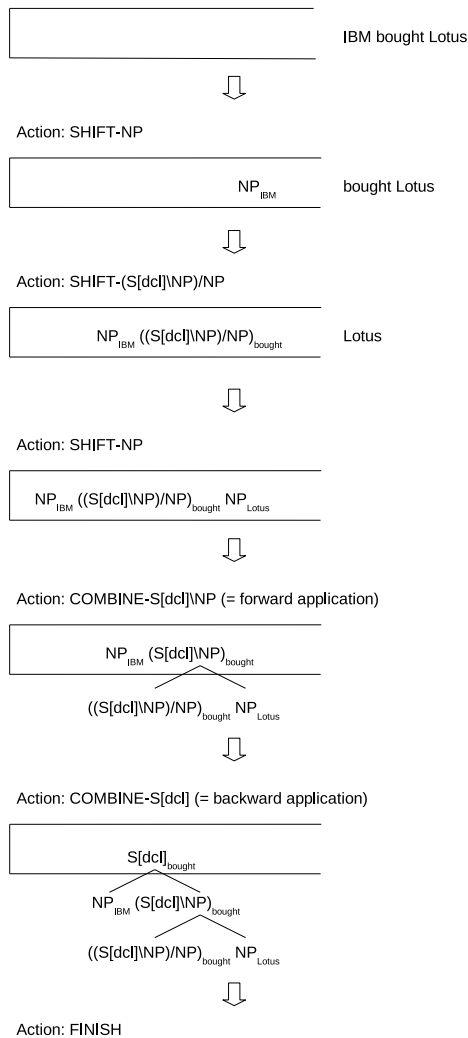 IBM bought Lotus
Action: SHIFT-NP
NP_IBM bought Lotus
Action: SHIFT-(S[dcl]\NP)/NP
NP_IBM ((S[dcl]\NP)/NP)_bought Lotus
Action: SHIFT-NP
NP_IBM ((S[dcl]\NP)/NP)_bought NP_Lotus
Action: COMBINE-S[dcl]\NP (= forward application)
NP_IBM (S[dcl]\NP)_bought
((S[dcl]\NP)/NP)_bought NP_Lotus
Action: COMBINE-S[dcl] (= backward application)
S[dcl]_bought
NP_IBM (S[dcl]\NP)_bought
((S[dcl]\NP)/NP)_bought NP_Lotus
Action: FINISH